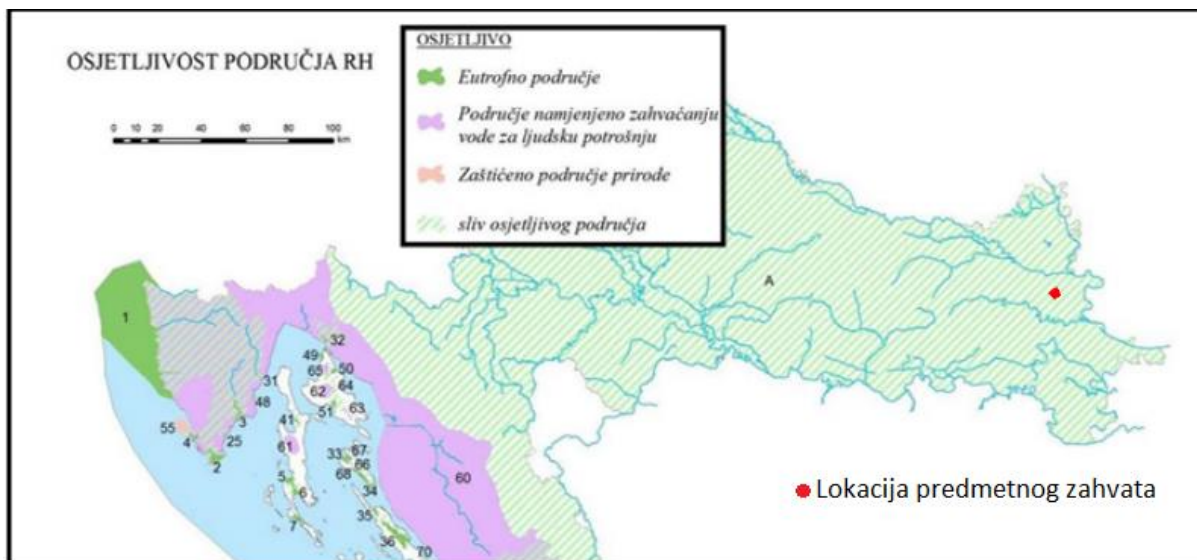 OSJETLJIVOST PODRUČJA RH
0 10 20 40 60 80 100
km
OSJETLJIVO
Eutrofno područje
Područje namjenjeno zahvaćanju
vode za ljudsku potrošnju
Zaštićeno područje prirode
sliv osjetljivog područja
A
1
32
49
65
50
31
62
64
48
51
63
3
41
55
4
25
61
33
67
2
66
60
5
68
6
34
7
35
36
70
Lokacija predmetnog zahvata